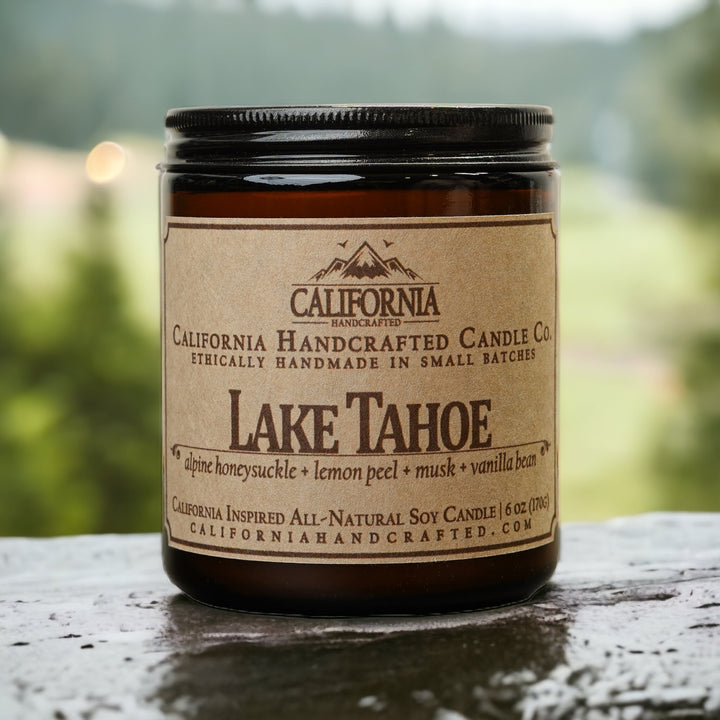 CALIFORNIA
HANDCRAFTED
CALIFORNIA HANDCRAFTED CANDLE CO.
ETHICALLY HANDMADE IN SMALL BATCHES
LAKE TAHOE
alpine honeysuckle + lemon peel + musk + vanilla bean
CALIFORNIA INSPIRED ALL-NATURAL SOY CANDLE | 6 OZ (170G)
CALIFORNIAHANDCRAFTED.COM